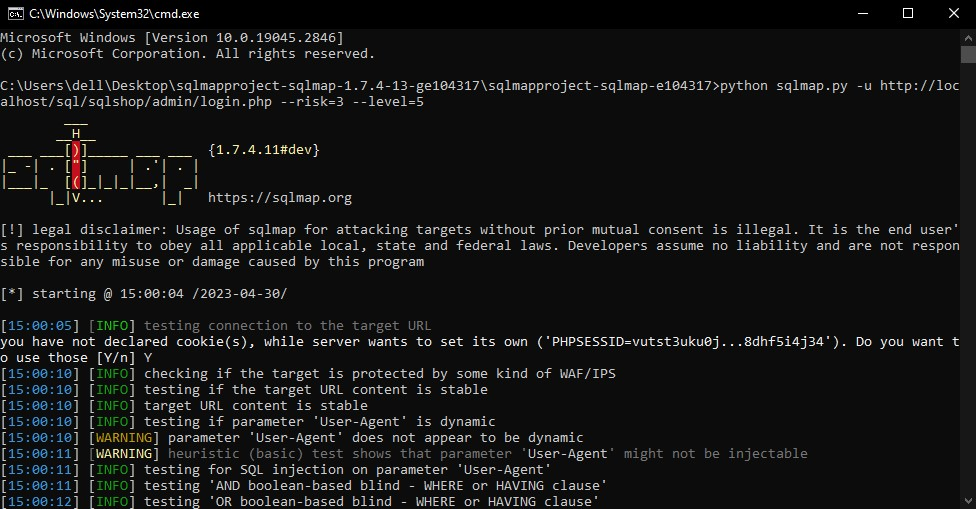 C:\Windows\System32\cmd.exe
Microsoft Windows [Version 10.0.19045.2846]
(c) Microsoft Corporation. All rights reserved.
C:\Users\dell\Desktop\sqlmapproject-sqlmap-1.7.4-13-ge104317\sqlmapproject-sqlmap-e104317>python sqlmap.py -u http://loc
alhost/sql/sqlshop/admin/login.php --risk=3 --level=5
        ___
       __H__
 ___ ___[)]_____ ___ ___  {1.7.4.11#dev}
|_ -| . ["]     | .'| . |
|___|_  [(]_|_|_|__,|  _|
      |_|V...       |_|   https://sqlmap.org
[!] legal disclaimer: Usage of sqlmap for attacking targets without prior mutual consent is illegal. It is the end user'
s responsibility to obey all applicable local, state and federal laws. Developers assume no liability and are not respon
sible for any misuse or damage caused by this program
[*] starting @ 15:00:04 /2023-04-30/
[15:00:05] [INFO] testing connection to the target URL
you have not declared cookie(s), while server wants to set its own ('PHPSESSID=vutst3uku0j...8dhf5i4j34'). Do you want t
o use those [Y/n] Y
[15:00:10] [INFO] checking if the target is protected by some kind of WAF/IPS
[15:00:10] [INFO] testing if the target URL content is stable
[15:00:10] [INFO] target URL content is stable
[15:00:10] [INFO] testing if parameter 'User-Agent' is dynamic
[15:00:10] [WARNING] parameter 'User-Agent' does not appear to be dynamic
[15:00:11] [WARNING] heuristic (basic) test shows that parameter 'User-Agent' might not be injectable
[15:00:11] [INFO] testing for SQL injection on parameter 'User-Agent'
[15:00:11] [INFO] testing 'AND boolean-based blind - WHERE or HAVING clause'
[15:00:12] [INFO] testing 'OR boolean-based blind - WHERE or HAVING clause'